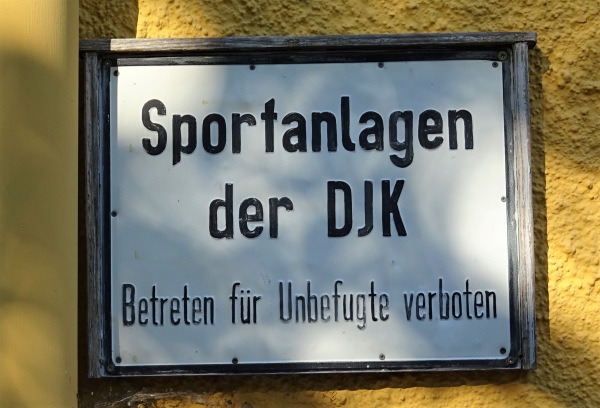 Sportanlagen
der DJK
Betreten für Unbefugte verboten